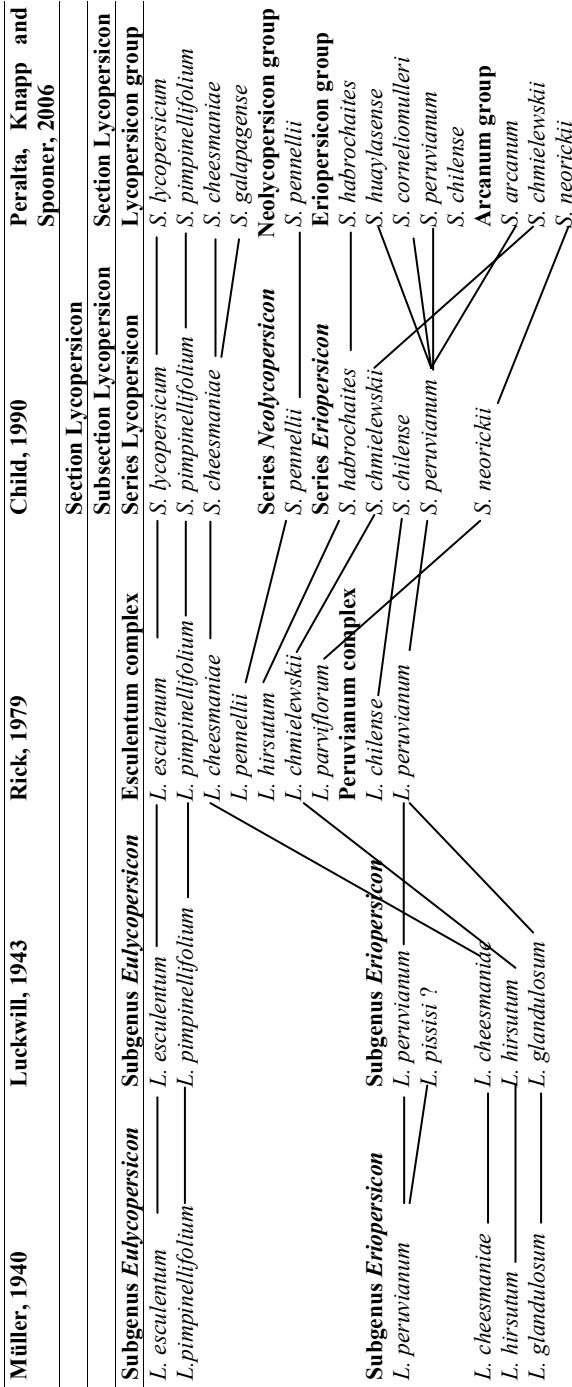 Müller, 1940 Luckwill, 1943 Rick, 1979 Child, 1990 Peralta, Knapp and
Spooner, 2006
Section Lycopersicon
Subsection Lycopersicon Section Lycopersicon
Subgenus Eulycopersicon Subgenus Eulycopersicon Esculentum complex Series Lycopersicon Lycopersicon group
L. esculentum L. esculentum L. esculenum S. lycopersicum S. lycopersicum
L.pimpinellifolium L. pimpinellifolium L. pimpinellifolium S. pimpinellifolium S. pimpinellifolium
L. cheesmaniae S. cheesmaniae S. cheesmaniae
L. pennellii S. galapagense
L. hirsutum Series Neolycopersicon Neolycopersicon group
L. chmielewskii S. pennellii S. pennellii
L. parviflorum Series Eriopersicon Eriopersicon group
Peruvianum complex S. habrochaites S. habrochaites
Subgenus Eriopersicon Subgenus Eriopersicon L. chilense S. chmielewskii S. huaylasense
L. peruvianum L. peruvianum L. peruvianum S. chilense S. corneliomulleri
L. pissisi ? S. peruvianum S. peruvianum
S. chilense
L. cheesmaniae L. cheesmaniae S. neorickii Arcanum group
L. hirsutum L. hirsutum S. arcanum
L. glandulosum L. glandulosum S. chmielewskii
S. neorickii